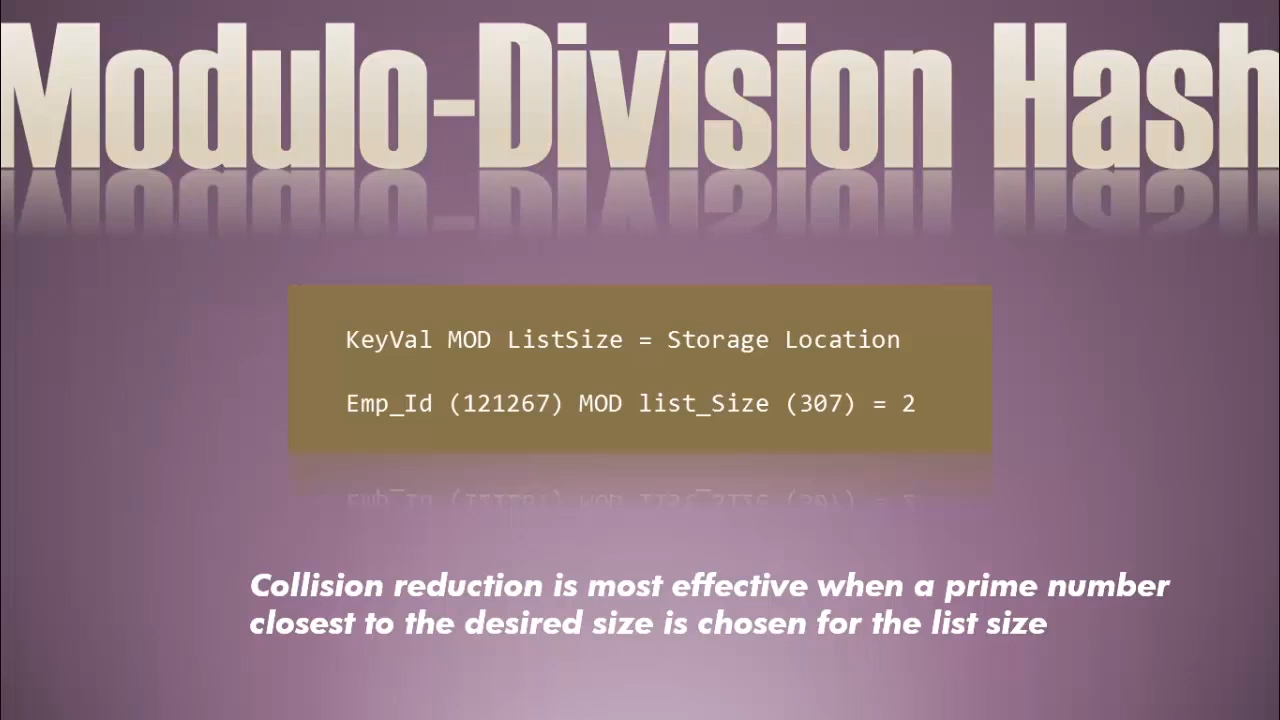 Modulo-Division Hash
KeyVal MOD ListSize = Storage Location
Emp_Id (121267) MOD list_Size (307) = 2
Collision reduction is most effective when a prime number
closest to the desired size is chosen for the list size